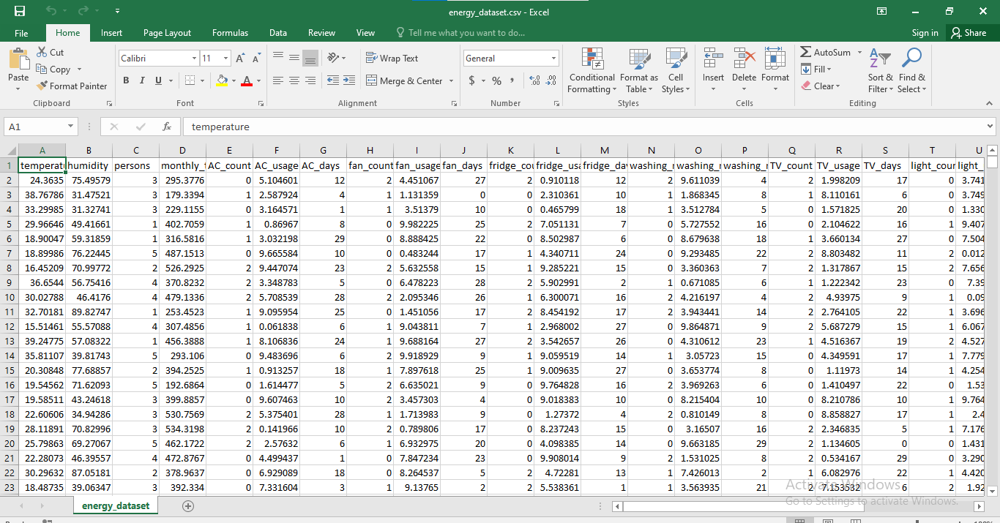 energy_dataset.csv - Excel
File Home Insert Page Layout Formulas Data Review View Tell me what you want to do... Sign in Share
Paste Cut Copy Format Painter Calibri 11 B I U Wrap Text Merge & Center General $ % , Conditional Formatting Format as Table Cell Styles Insert Delete Format AutoSum Fill Clear Sort & Filter Find & Select
Clipboard Font Alignment Number Styles Cells Editing
A1 fx temperature
A B C D E F G H I J K L M N O P Q R S T U
1 temperatu humidity persons monthly_ AC_count AC_usage AC_days fan_count fan_usage fan_days fridge_cou fridge_usa fridge_da washing_ washing_ washing_ TV_count TV_usage TV_days light_cour light_
2 24.3635 75.49579 3 295.3776 0 5.104601 12 2 4.451067 27 2 0.910118 12 2 9.611039 4 2 1.998209 17 0 3.741
3 38.76786 31.47521 3 179.3394 1 2.587924 4 1 1.131359 0 0 2.310361 10 1 1.868345 8 1 8.110161 6 0 3.749
4 33.29985 31.32741 3 229.1155 0 3.164571 1 1 3.51379 10 0 0.465799 18 1 3.512784 5 0 1.571825 20 0 1.330
5 29.96646 49.41661 1 402.7059 1 0.86967 8 0 9.982225 25 2 7.051131 7 0 5.727552 16 0 2.104622 16 1 9.407
6 18.90047 59.31859 1 316.5816 1 3.032198 29 0 8.888425 22 0 8.502987 6 0 8.679638 18 1 3.660134 27 0 7.504
7 18.89986 76.22445 5 487.1513 0 9.665584 10 0 0.483244 17 1 4.340711 24 0 9.293485 22 2 8.803482 11 2 0.012
8 16.45209 70.99772 2 526.2925 2 9.447074 23 2 5.632558 15 1 9.285221 15 0 3.360363 7 2 1.317867 15 2 7.656
9 36.6544 56.75416 4 370.8232 2 3.348783 5 0 6.478223 28 2 5.902991 2 1 0.671085 6 1 1.222342 23 0 7.39
10 30.02788 46.4176 4 479.1336 2 5.708539 28 2 2.095346 26 1 6.300071 16 2 4.216197 4 2 4.93975 9 1 0.09
11 32.70181 89.82747 1 253.4523 1 9.095954 25 0 1.451056 17 2 8.454192 17 2 3.943441 14 2 2.764105 22 1 3.696
12 15.51461 55.57088 4 307.4856 1 0.061838 6 1 9.043811 7 1 2.968002 27 0 9.864871 9 2 5.687279 15 1 6.067
13 39.24775 57.08322 1 456.3888 1 8.106836 24 1 9.688164 27 2 3.542657 26 0 4.310612 23 1 4.516367 19 2 4.527
14 35.81107 39.81743 5 293.106 0 9.483696 6 2 9.918929 9 1 9.059519 14 1 3.05723 15 0 4.349591 17 1 7.779
15 20.30848 77.68857 2 394.2525 1 0.913257 18 1 7.897618 25 1 9.009635 27 0 3.653774 8 0 1.11973 14 1 4.254
16 19.54562 71.62093 5 192.6864 0 1.614477 5 2 6.635021 9 0 9.764828 16 2 3.969263 6 0 1.410497 22 0 1.53
17 19.58511 43.24618 3 399.8857 0 9.607463 10 2 3.457303 4 0 9.018383 10 0 8.215404 10 0 8.210786 10 1 9.764
18 22.60606 34.94286 3 530.7569 2 5.375401 28 1 1.713983 9 0 1.27372 4 2 0.810149 8 0 8.858827 17 1 2.4
19 28.11891 70.82996 3 534.3198 2 0.141966 10 2 0.789806 17 0 8.237243 15 0 3.16507 16 2 2.346835 5 1 7.176
20 25.79863 69.27067 5 462.1722 2 2.57632 6 1 6.932975 20 0 4.098385 14 0 9.663185 29 2 1.134605 0 0 1.431
21 22.28073 46.39557 4 472.8767 0 4.499437 1 0 7.847234 23 0 9.908014 9 2 1.531025 8 2 0.534167 29 0 3.290
22 30.29632 87.05181 2 378.9637 0 6.929089 18 0 8.264537 5 2 4.72281 13 1 7.426013 2 1 6.082976 22 1 4.420
23 18.48735 39.06347 3 392.334 0 7.331604 3 1 9.13765 2 2 5.538361 1 1 3.563935 21 2 7.153532 6 2 1.92
Activate Windows
Go to Settings to activate Windows.
energy_dataset